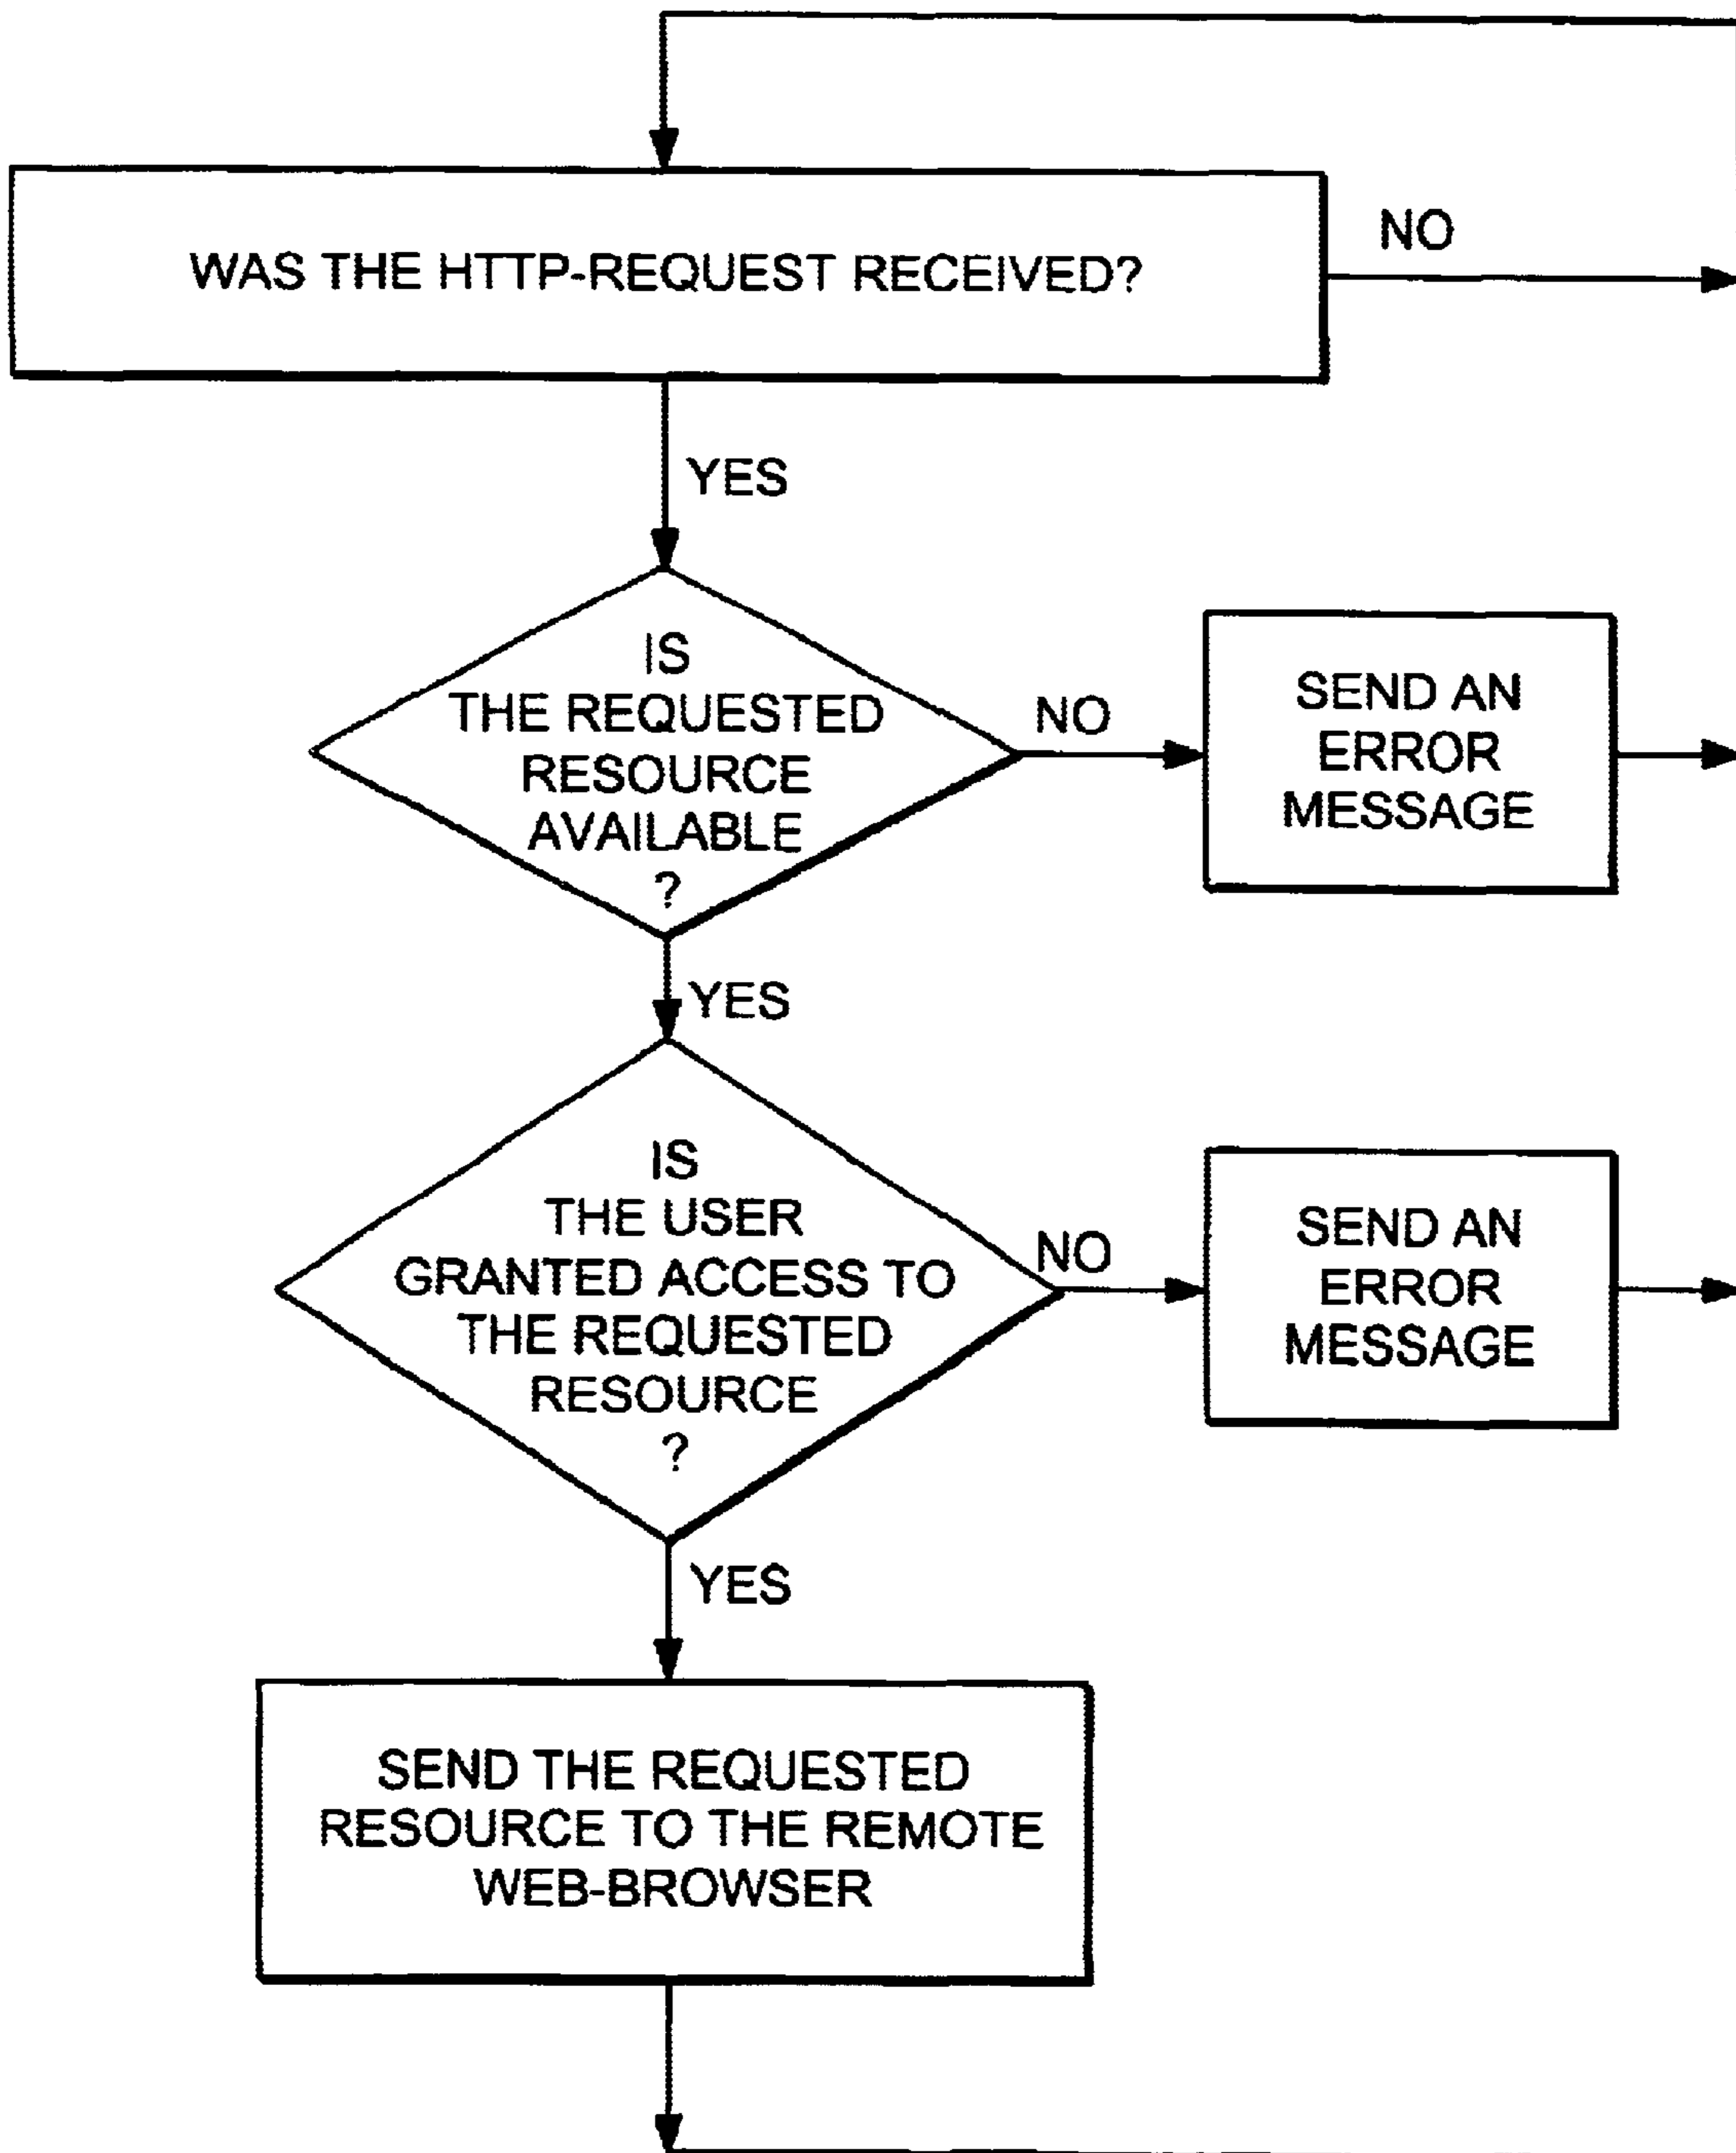 WAS THE HTTP-REQUEST RECEIVED?
NO
YES
IS
THE REQUESTED
RESOURCE
AVAILABLE
?
NO
SEND AN
ERROR
MESSAGE
YES
IS
THE USER
GRANTED ACCESS TO
THE REQUESTED
RESOURCE
?
NO
SEND AN
ERROR
MESSAGE
YES
SEND THE REQUESTED
RESOURCE TO THE REMOTE
WEB-BROWSER